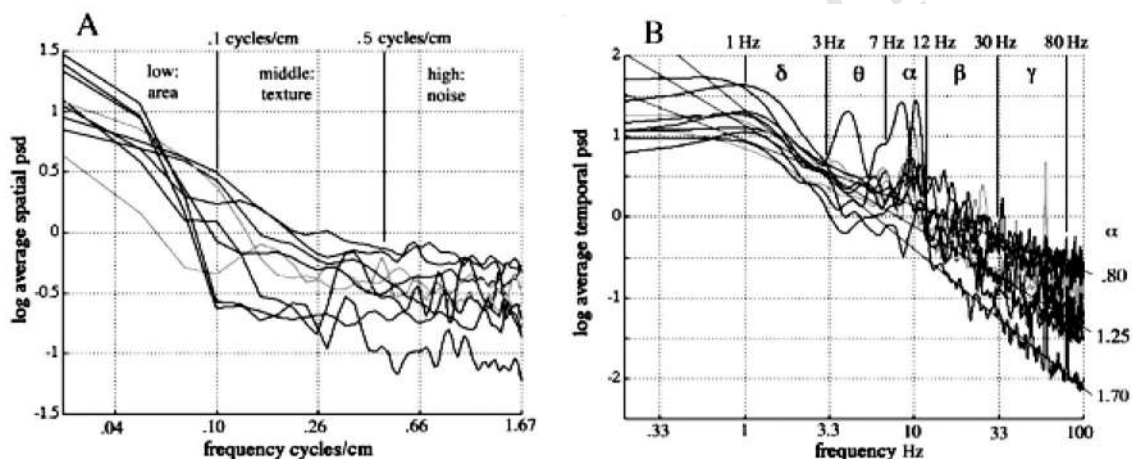 A
.1 cycles/cm
.5 cycles/cm
low:
area
middle:
texture
high:
noise
1.5
1
0.5
0
-0.5
-1
-1.5
log average spatial psd
.04
.10
.26
.66
1.67
frequency cycles/cm
B
1 Hz
3 Hz
7 Hz
12 Hz
30 Hz
80 Hz
δ
θ
α
β
γ
2
1
0
-1
-2
log average temporal psd
α
.80
1.25
1.70
.33
1
3.3
10
33
100
frequency Hz